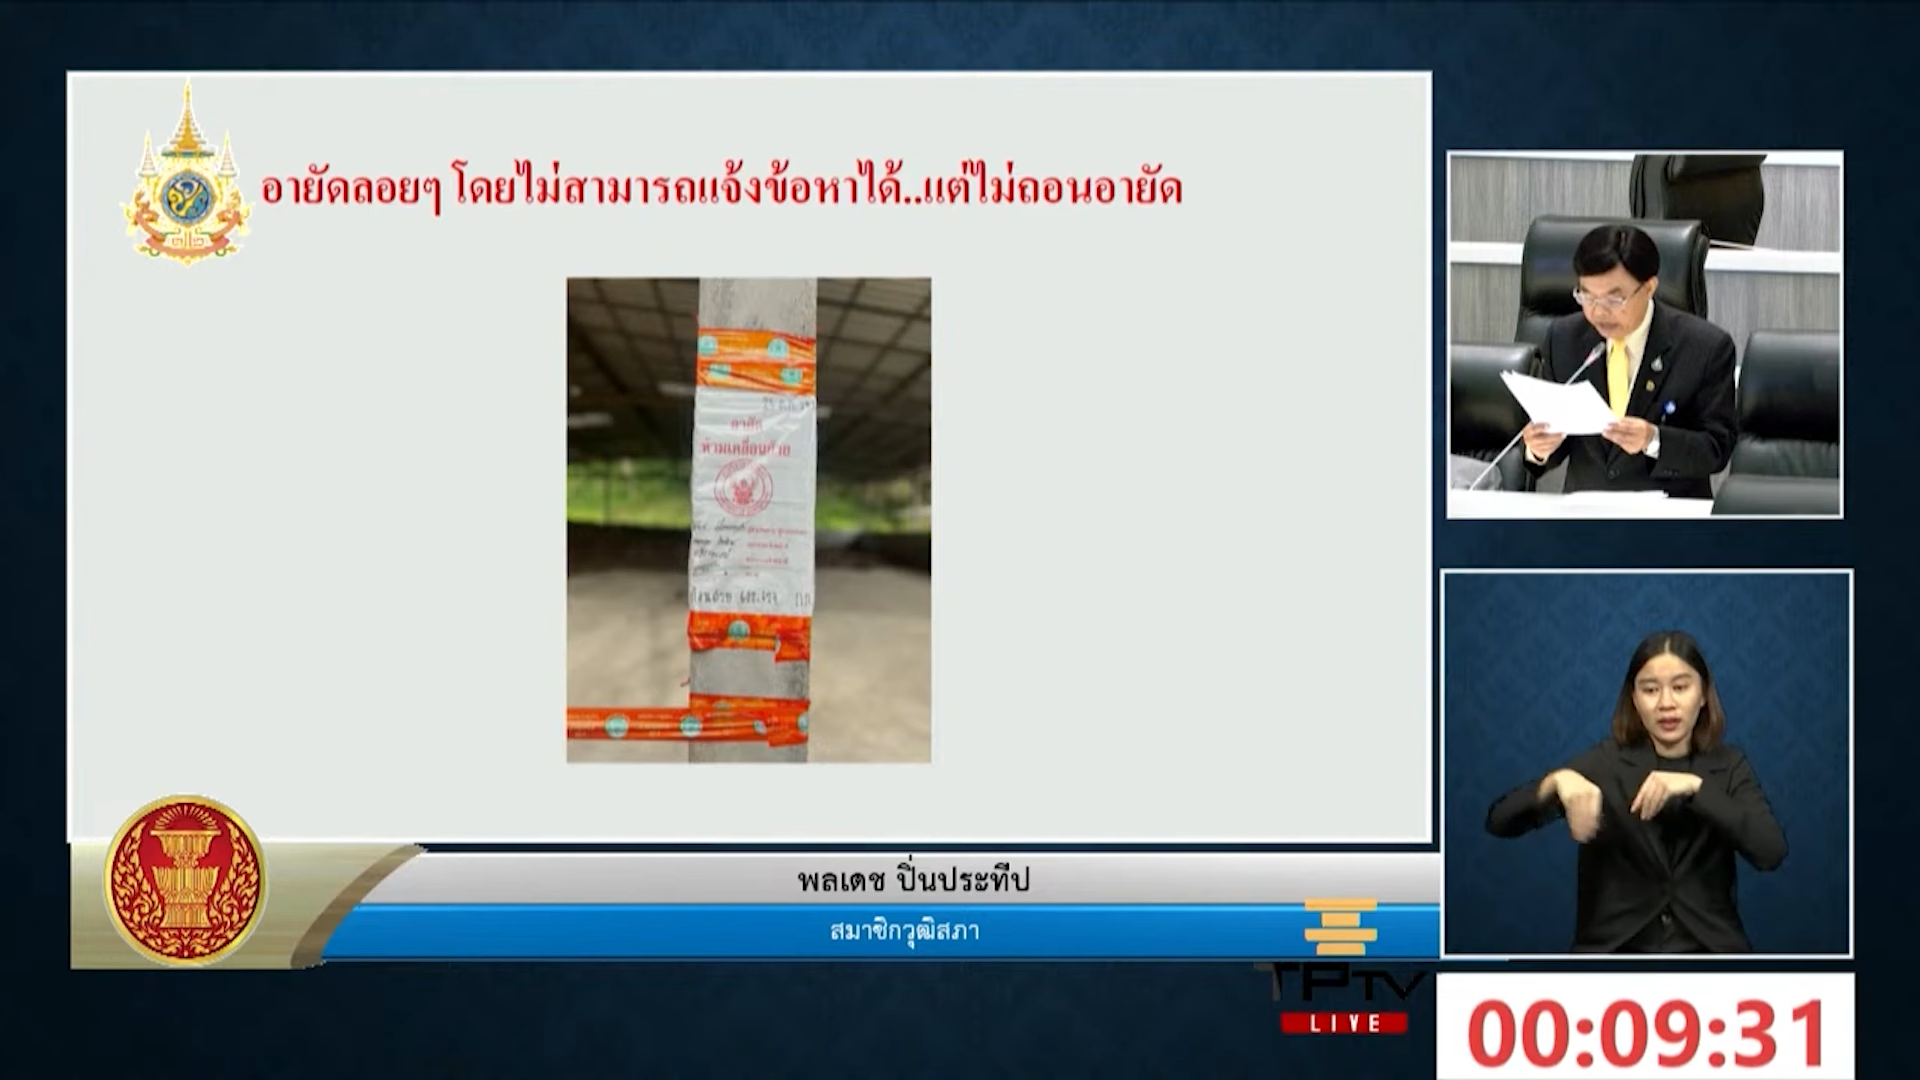 อายัดลอยๆ โดยไม่สามารถแจ้งข้อหาได้..แต่ไม่ถอนอายัด
อายัด
ห้ามเคลื่อนย้าย
พลเดช ปิ่นประทีป
สมาชิกวุฒิสภา
TPTV
LIVE
00:09:31